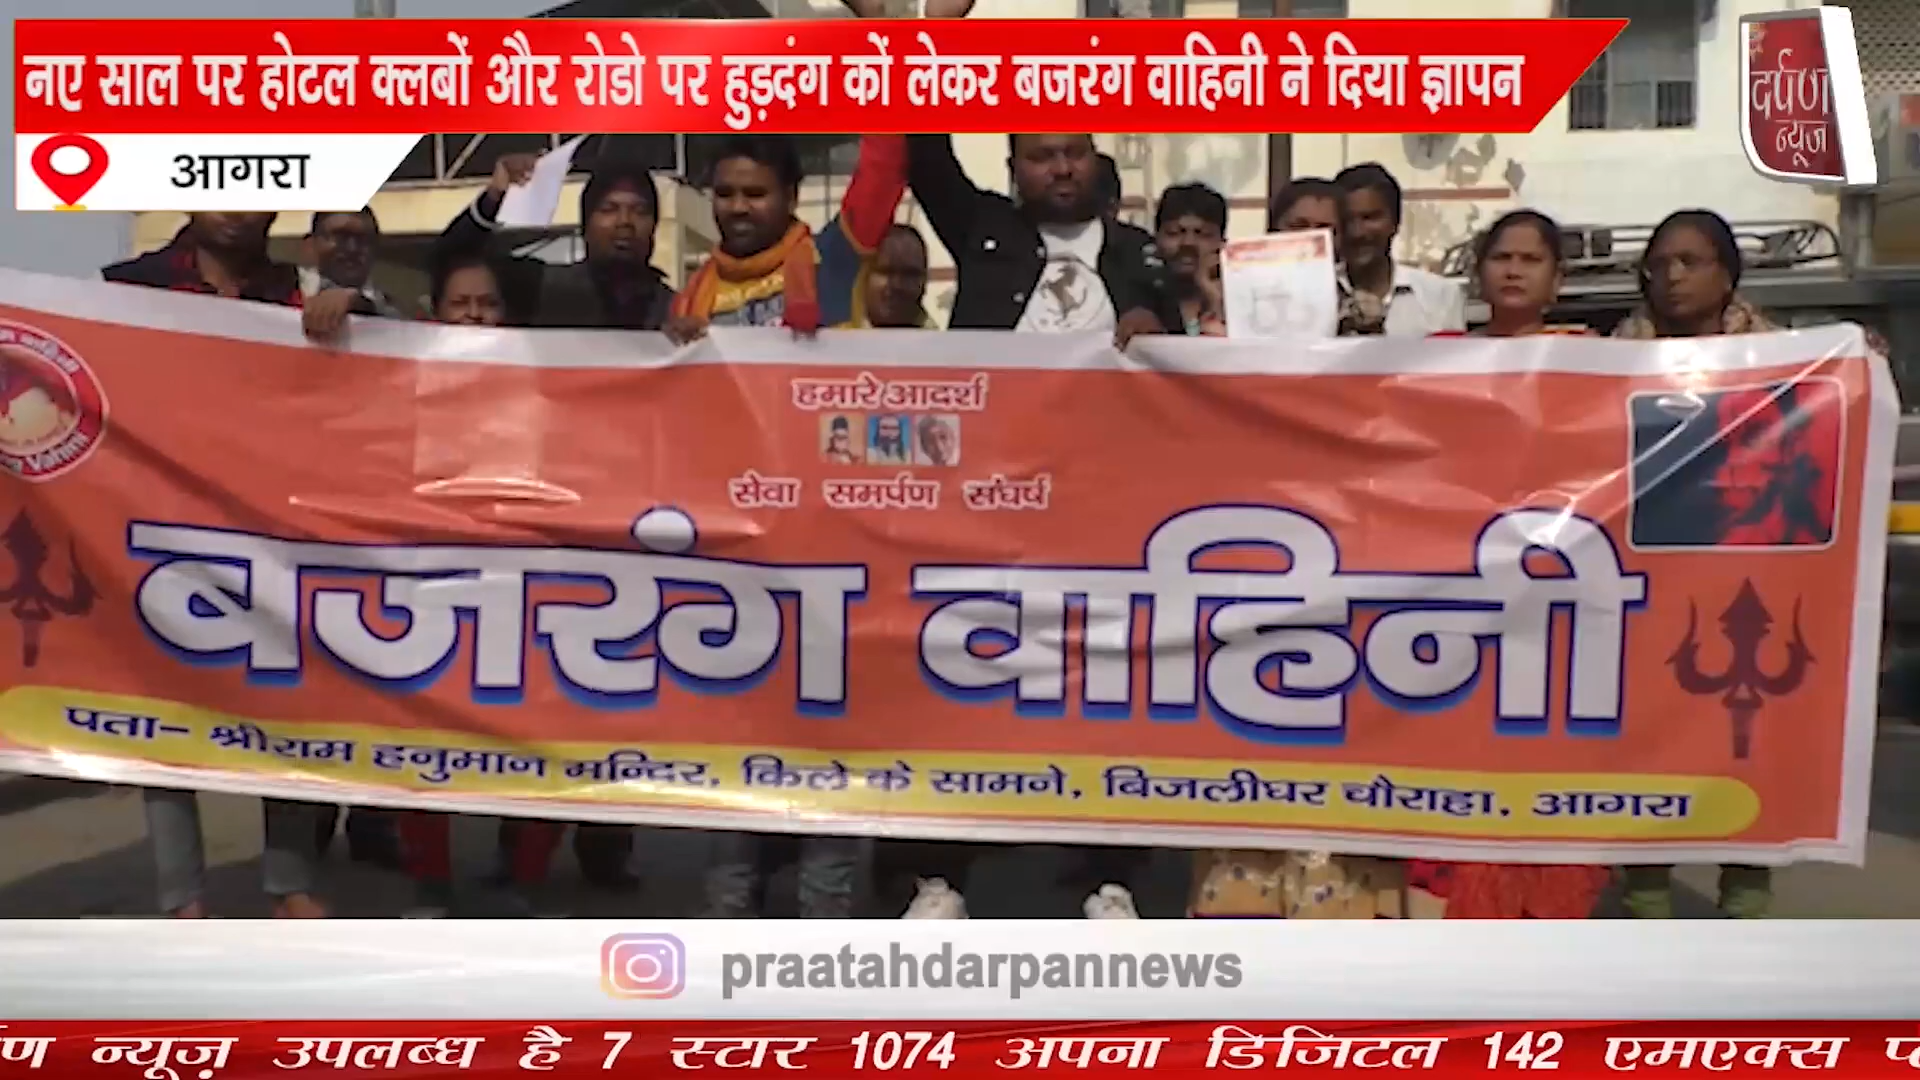 नए साल पर होटल क्लबों और रोडो पर हुड़दंग कों लेकर बजरंग वाहिनी ने दिया ज्ञापन
दर्पण
न्यूज
आगरा
हमारे आदर्श
सेवा समर्पण संघर्ष
Vahini
बजरंग वाहिनी
पता- श्रीराम हनुमान मन्दिर, किले के सामने, बिजलीघर चौराहा, आगरा
praatahdarpannews
न्यूज़ उपलब्ध है 7 स्टार 1074 अपना डिजिटल 142 एमएक्स